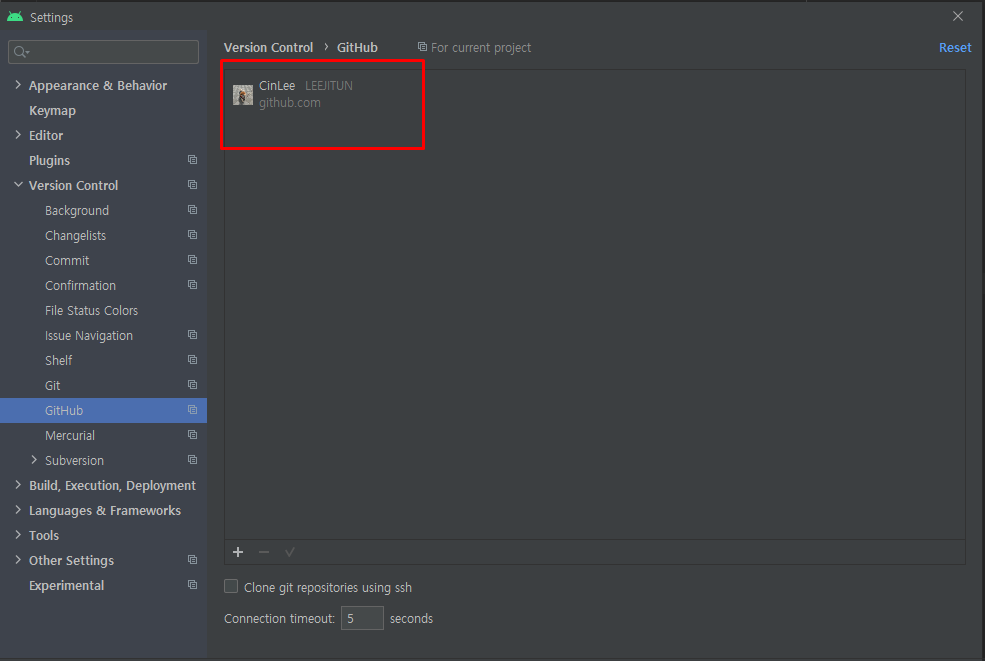 Settings
Version Control › GitHub For current project Reset
CinLee LEEJITUN
github.com
Appearance & Behavior
Keymap
Editor
Plugins
Version Control
Background
Changelists
Commit
Confirmation
File Status Colors
Issue Navigation
Shelf
Git
GitHub
Mercurial
Subversion
Build, Execution, Deployment
Languages & Frameworks
Tools
Other Settings
Experimental
Clone git repositories using ssh
Connection timeout: 5 seconds